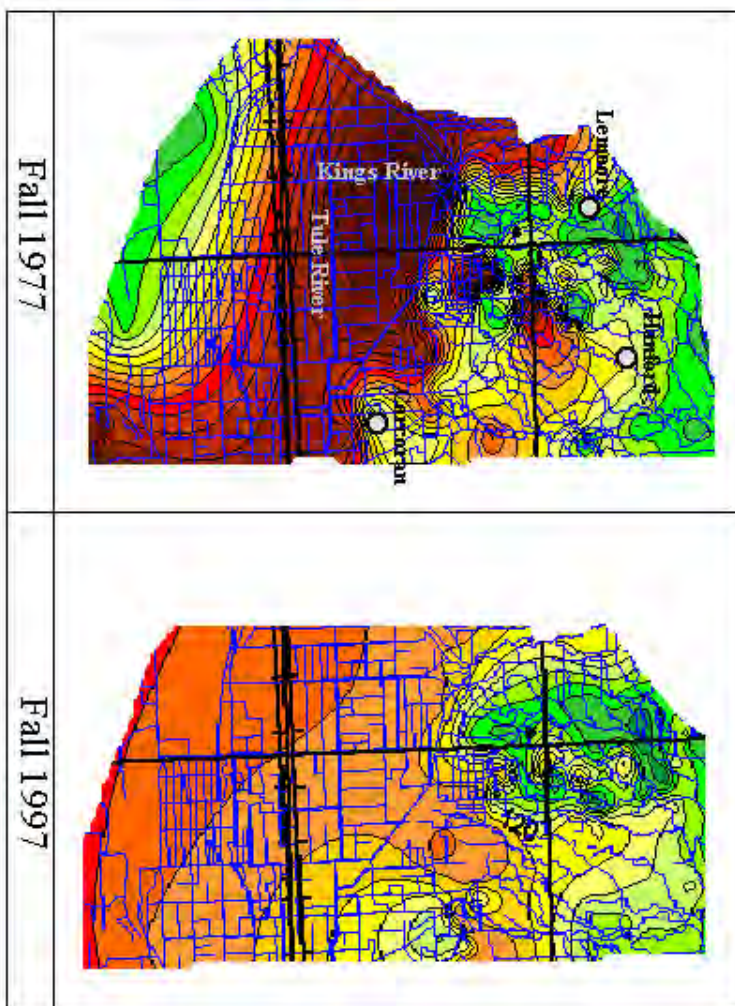 Fall 1977
Kings River
Tule River
Lemoore
Hanford
Corcoran
Fall 1997